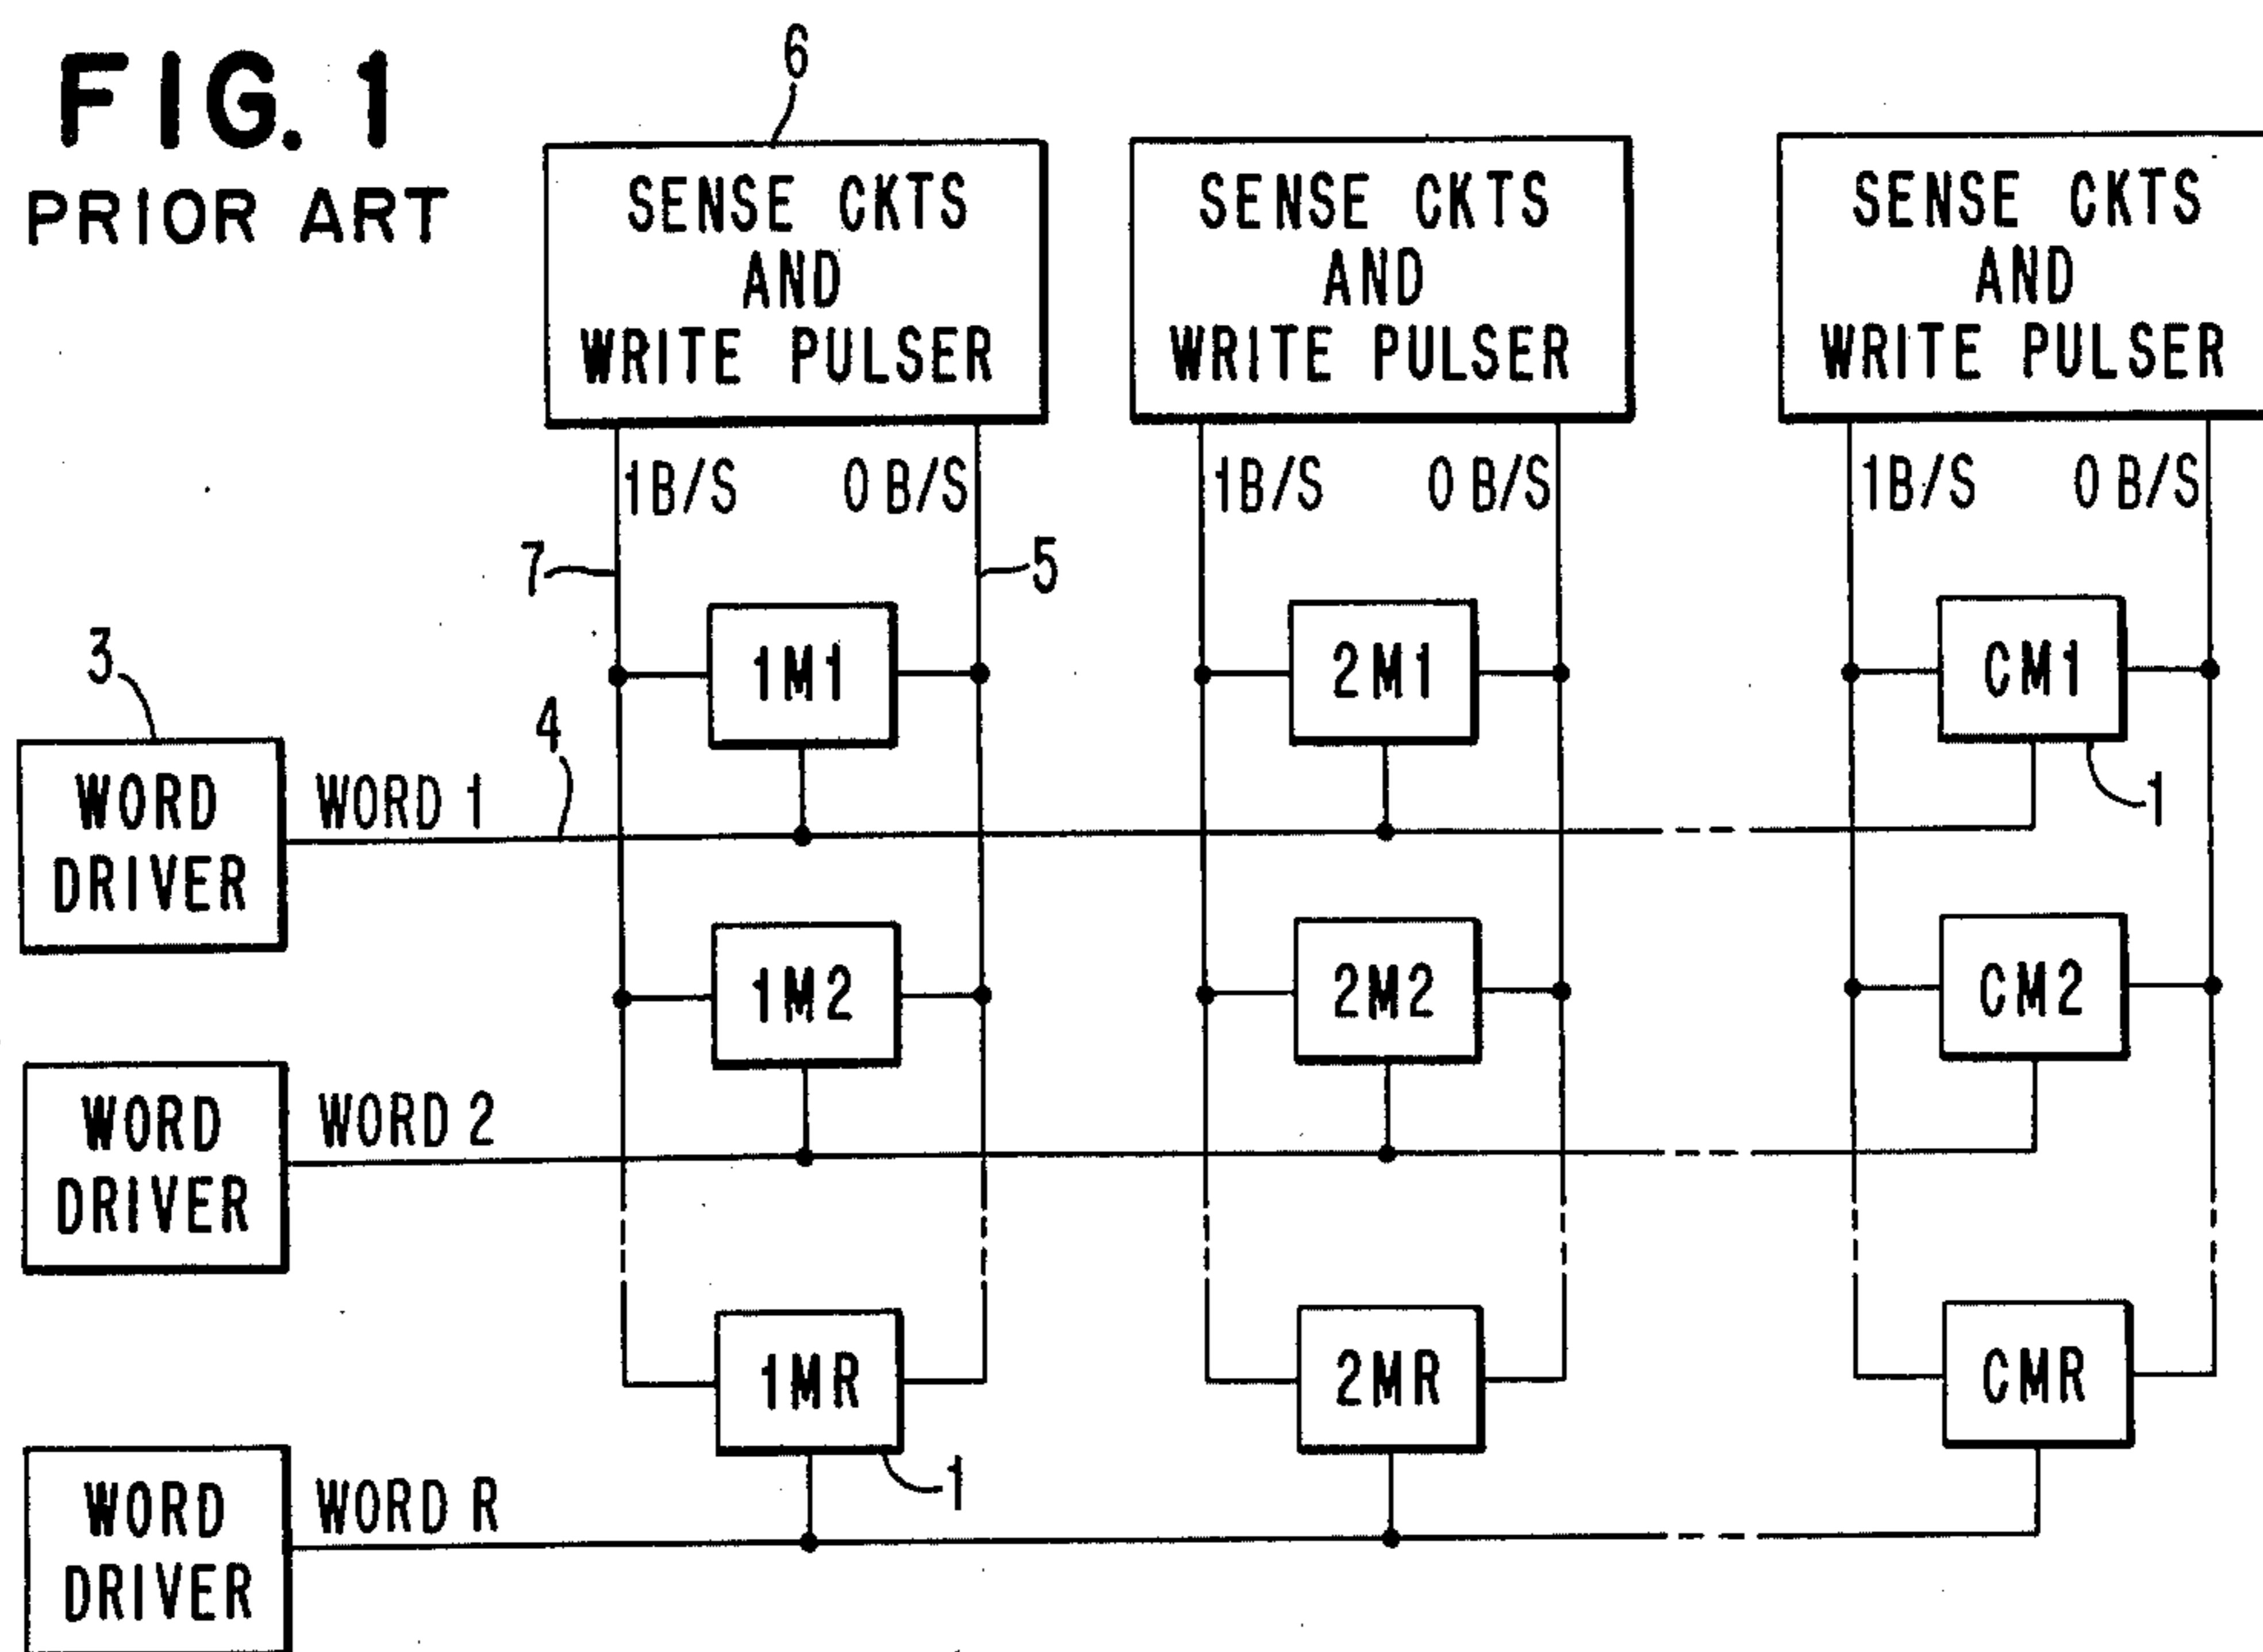 FIG. 1
PRIOR ART
6
SENSE CKTS
AND
WRITE PULSER
SENSE CKTS
AND
WRITE PULSER
SENSE CKTS
AND
WRITE PULSER
1B/S
0 B/S
1B/S
0 B/S
1B/S
0 B/S
7
5
3
1M1
2M1
CM1
4
1
WORD
DRIVER
WORD 1
1M2
2M2
CM2
WORD
DRIVER
WORD 2
1MR
2MR
CMR
1
WORD
DRIVER
WORD R